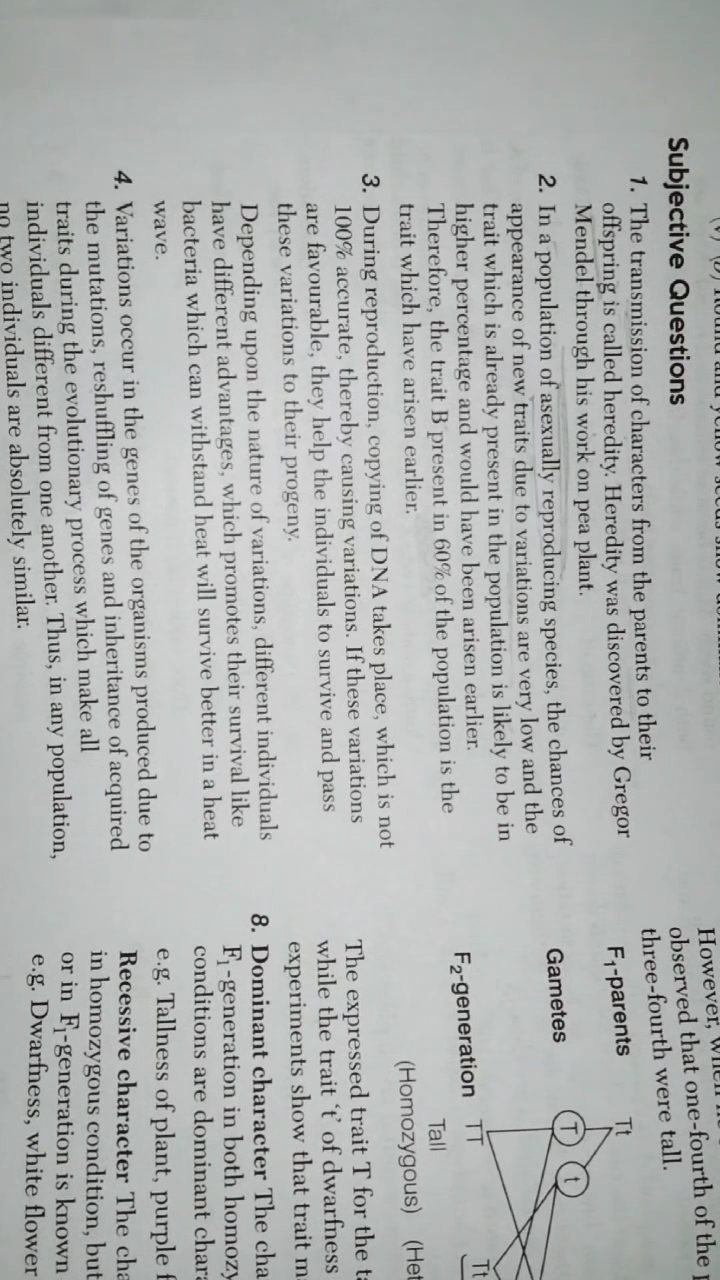 Subjective Questions
1. The transmission of characters from the parents to their
offspring is called heredity. Heredity was discovered by Gregor
Mendel through his work on pea plant.
2. In a population of asexually reproducing species, the chances of
appearance of new traits due to variations are very low and the
trait which is already present in the population is likely to be in
higher percentage and would have been arisen earlier.
Therefore, the trait B present in 60% of the population is the
trait which have arisen earlier.
3. During reproduction, copying of DNA takes place, which is not
100% accurate, thereby causing variations. If these variations
are favourable, they help the individuals to survive and pass
these variations to their progeny.
Depending upon the nature of variations, different individuals
have different advantages, which promotes their survival like
bacteria which can withstand heat will survive better in a heat
wave.
4. Variations occur in the genes of the organisms produced due to
the mutations, reshuffling of genes and inheritance of acquired
traits during the evolutionary process which make all
individuals different from one another. Thus, in any population,
no two individuals are absolutely similar.
However,
observed that one-fourth of the
three-fourth were tall.
F₁-parents Tt
Gametes T t
F₂-generation TT Tt
Tall
(Homozygous)
The expressed trait T for the
while the trait 't' of dwarfness
experiments show that trait
8. Dominant character The
F₁-generation in both
conditions are dominant
e.g. Tallness of plant, purple
Recessive character The
in homozygous condition, but
or in F₁-generation is known
e.g. Dwarfness, white flower